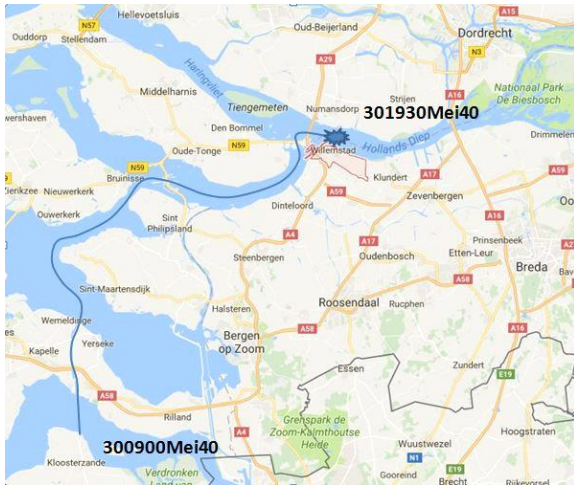 Hellevoetsluis
N57
A15
Ouddorp
Stellendam
Oud-Beijerland
Dordrecht
N3
A29
A16
Haringvliet
Middelharnis
Tiengemeten
Numansdorp
Strijen
Nationaal Park
De Biesbosch
301930Mei40
Den Bommel
N59
Willemstad
Hollands Diep
Drimmelen
Oude-Tonge
N59
Bruinisse
Nieuwerkerk
Klundert
A17
A59
A59
Zevenbergen
Ouwerkerk
Sint
Philipsland
Dinteloord
A4
A16
Prinsenbeek
A17
Oudenbosch
Etten-Leur
Steenbergen
Breda
A58
Sint-Maartensdijk
Roosendaal
Rucphen
Halsteren
Wemeldinge
Bergen
op Zoom
A58
A16
Kapelle
Yerseke
Essen
Zundert
E19
A58
Rilland
Grenspark de
Zoom-Kalmthoutse
Heide
Hoogstraten
A4
300900Mei40
Wuustwezel
Kloosterzande
N1
E19
Verdronken
Land van
Gooreind
Rijkevorsel